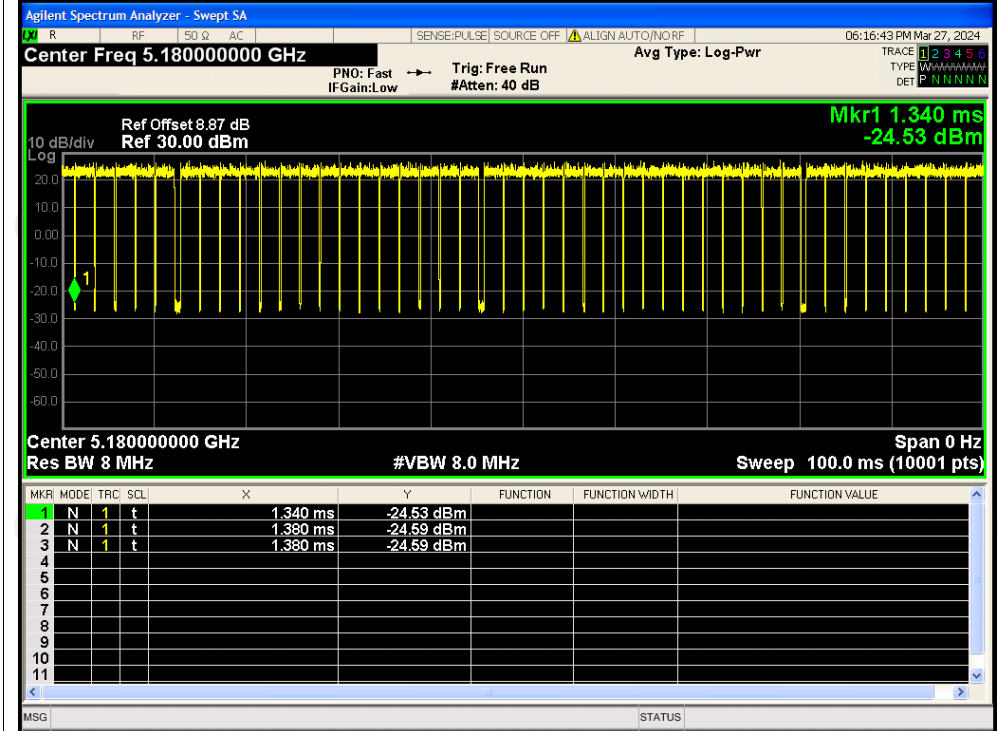 Agilent Spectrum Analyzer - Swept SA
LXI R RF 50 Ω AC SENSE:PULSE SOURCE OFF ALIGN AUTO/NO RF 06:16:43 PM Mar 27, 2024
Center Freq 5.180000000 GHz Avg Type: Log-Pwr TRACE 1 2 3 4 5 6
PNO: Fast Trig: Free Run TYPE WWWWWW
IFGain:Low #Atten: 40 dB DET P N N N N N
Mkr1 1.340 ms
Ref Offset 8.87 dB
10 dB/div Ref 30.00 dBm -24.53 dBm
Log
20.0
10.0
0.00
-10.0
1
-20.0
-30.0
-40.0
-50.0
-60.0
Center 5.180000000 GHz Span 0 Hz
Res BW 8 MHz #VBW 8.0 MHz Sweep 100.0 ms (10001 pts)
MKR MODE TRC SCL X Y FUNCTION FUNCTION WIDTH FUNCTION VALUE
1 N 1 t 1.340 ms -24.53 dBm
2 N 1 t 1.380 ms -24.59 dBm
3 N 1 t 1.380 ms -24.59 dBm
4
5
6
7
8
9
10
11
MSG STATUS